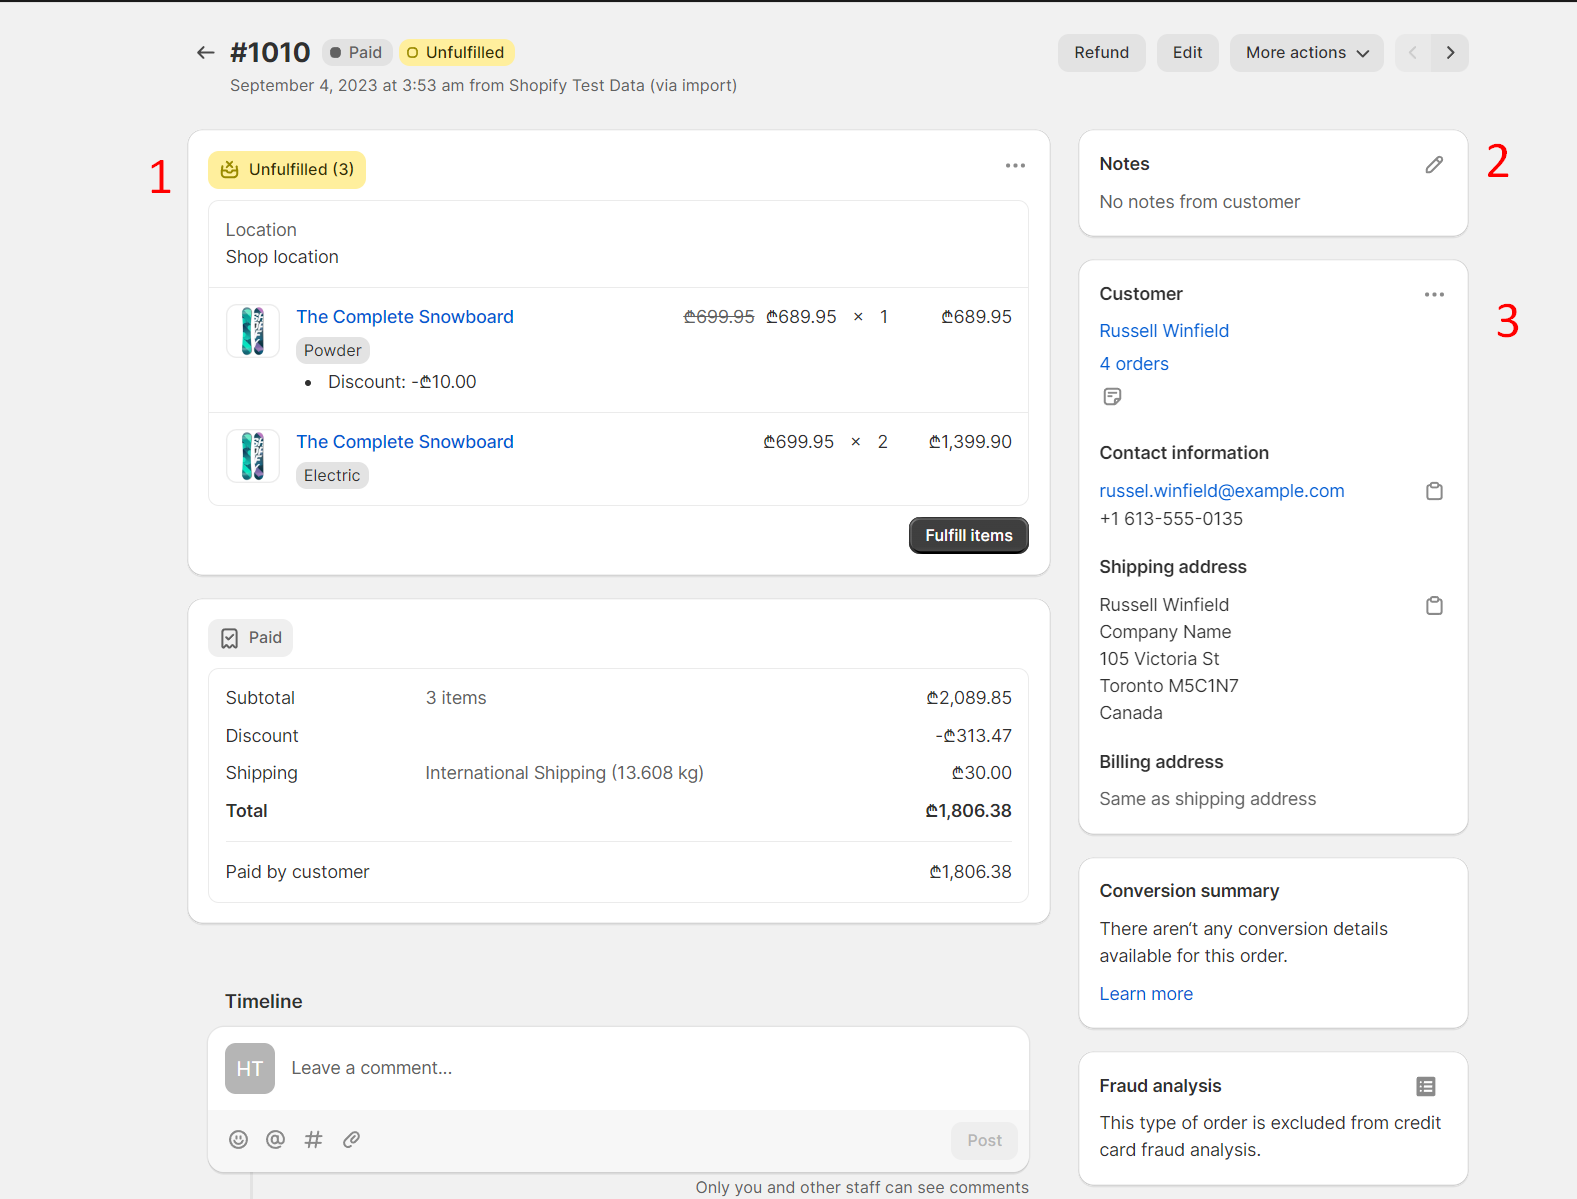 #1010 Paid Unfulfilled
Refund Edit More actions
September 4, 2023 at 3:53 am from Shopify Test Data (via import)
1
Unfulfilled (3)
Location
Shop location
The Complete Snowboard ₾699.95 ₾689.95 × 1 ₾689.95
Powder
• Discount: -₾10.00
The Complete Snowboard ₾699.95 × 2 ₾1,399.90
Electric
Fulfill items
Paid
Subtotal 3 items ₾2,089.85
Discount -₾313.47
Shipping International Shipping (13.608 kg) ₾30.00
Total ₾1,806.38
Paid by customer ₾1,806.38
Timeline
HT Leave a comment...
Post
Only you and other staff can see comments
2
Notes
No notes from customer
3
Customer
Russell Winfield
4 orders
Contact information
russel.winfield@example.com
+1 613-555-0135
Shipping address
Russell Winfield
Company Name
105 Victoria St
Toronto M5C1N7
Canada
Billing address
Same as shipping address
Conversion summary
There aren't any conversion details
available for this order.
Learn more
Fraud analysis
This type of order is excluded from credit
card fraud analysis.